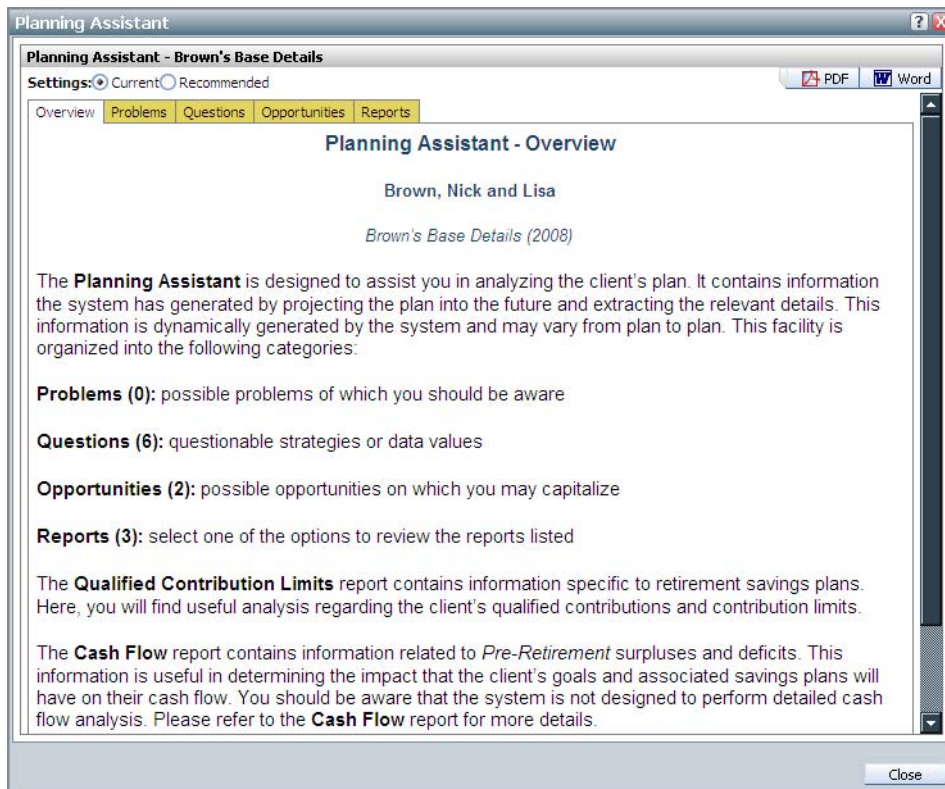 Planning Assistant
Planning Assistant - Brown's Base Details
Settings: Current Recommended
PDF Word
Overview Problems Questions Opportunities Reports
Planning Assistant - Overview
Brown, Nick and Lisa
Brown's Base Details (2008)
The Planning Assistant is designed to assist you in analyzing the client's plan. It contains information
the system has generated by projecting the plan into the future and extracting the relevant details. This
information is dynamically generated by the system and may vary from plan to plan. This facility is
organized into the following categories:
Problems (0): possible problems of which you should be aware
Questions (6): questionable strategies or data values
Opportunities (2): possible opportunities on which you may capitalize
Reports (3): select one of the options to review the reports listed
The Qualified Contribution Limits report contains information specific to retirement savings plans.
Here, you will find useful analysis regarding the client's qualified contributions and contribution limits.
The Cash Flow report contains information related to Pre-Retirement surpluses and deficits. This
information is useful in determining the impact that the client's goals and associated savings plans will
have on their cash flow. You should be aware that the system is not designed to perform detailed cash
flow analysis. Please refer to the Cash Flow report for more details.
Close